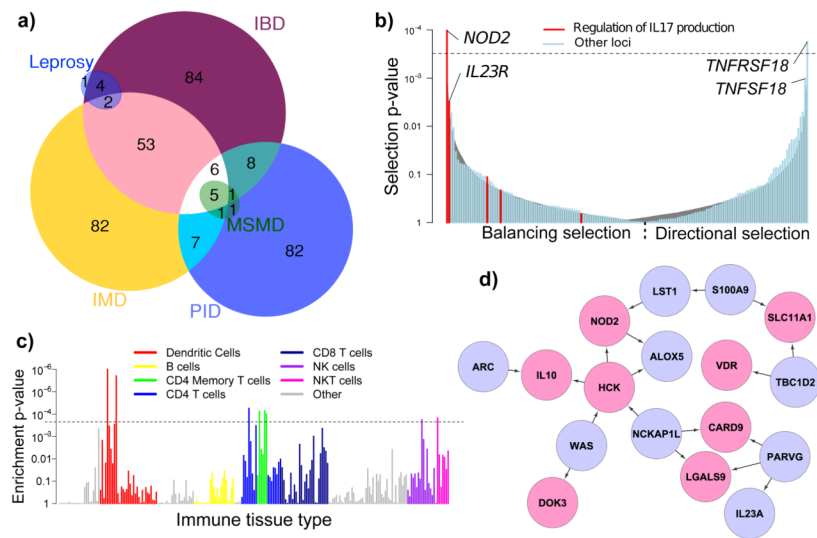 a)
IBD
Leprosy
84
1
4
2
53
6
8
5
1
1
1
MSMD
82
7
82
IMD
PID
b)
Selection p-value
10⁻⁴
10⁻³
0.01
0.1
1
Regulation of IL17 production
Other loci
NOD2
IL23R
TNFRSF18
TNFSF18
Balancing selection
Directional selection
c)
Dendritic Cells
B cells
CD4 Memory T cells
CD4 T cells
CD8 T cells
NK cells
NKT cells
Other
Enrichment p-value
10⁻⁶
10⁻⁵
10⁻⁴
10⁻³
0.01
0.1
1
Immune tissue type
d)
LST1
S100A9
NOD2
SLC11A1
ARC
IL10
ALOX5
VDR
HCK
TBC1D2
WAS
NCKAP1L
CARD9
PARVG
DOK3
LGALS9
IL23A